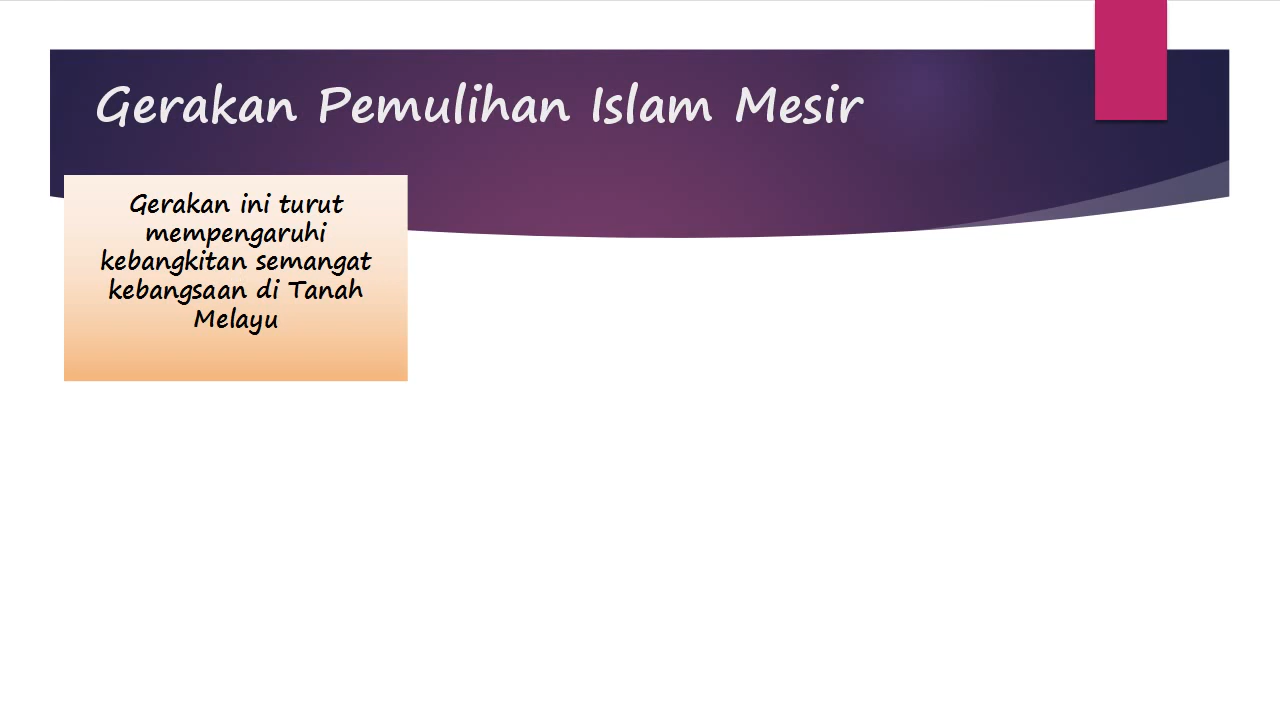 Gerakan Pemulihan Islam Mesir
Gerakan ini turut
mempengaruhi
kebangkitan semangat
kebangsaan di Tanah
Melayu